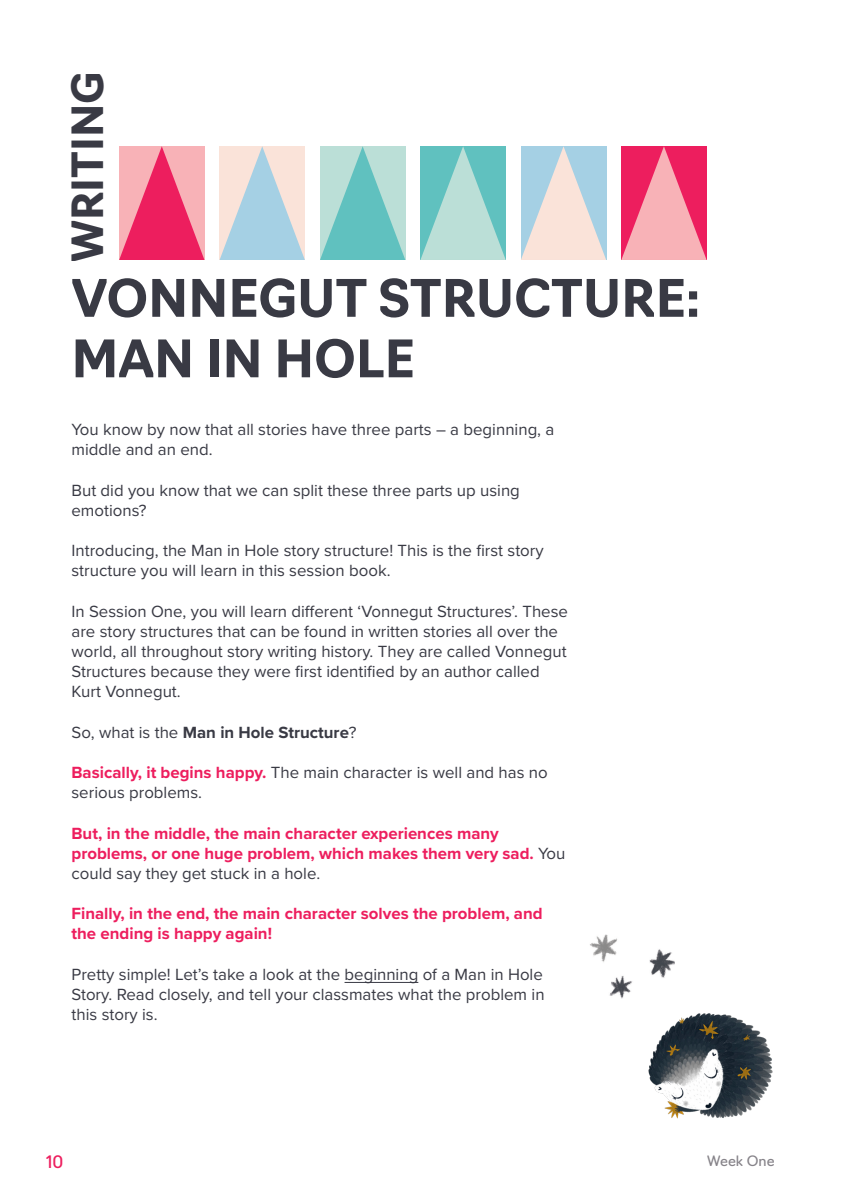 WRITING
VONNEGUT STRUCTURE:
MAN IN HOLE
You know by now that all stories have three parts – a beginning, a
middle and an end.
But did you know that we can split these three parts up using
emotions?
Introducing, the Man in Hole story structure! This is the first story
structure you will learn in this session book.
In Session One, you will learn different ‘Vonnegut Structures’. These
are story structures that can be found in written stories all over the
world, all throughout story writing history. They are called Vonnegut
Structures because they were first identified by an author called
Kurt Vonnegut.
So, what is the Man in Hole Structure?
Basically, it begins happy. The main character is well and has no
serious problems.
But, in the middle, the main character experiences many
problems, or one huge problem, which makes them very sad. You
could say they get stuck in a hole.
Finally, in the end, the main character solves the problem, and
the ending is happy again!
Pretty simple! Let’s take a look at the beginning of a Man in Hole
Story. Read closely, and tell your classmates what the problem in
this story is.
10
Week One